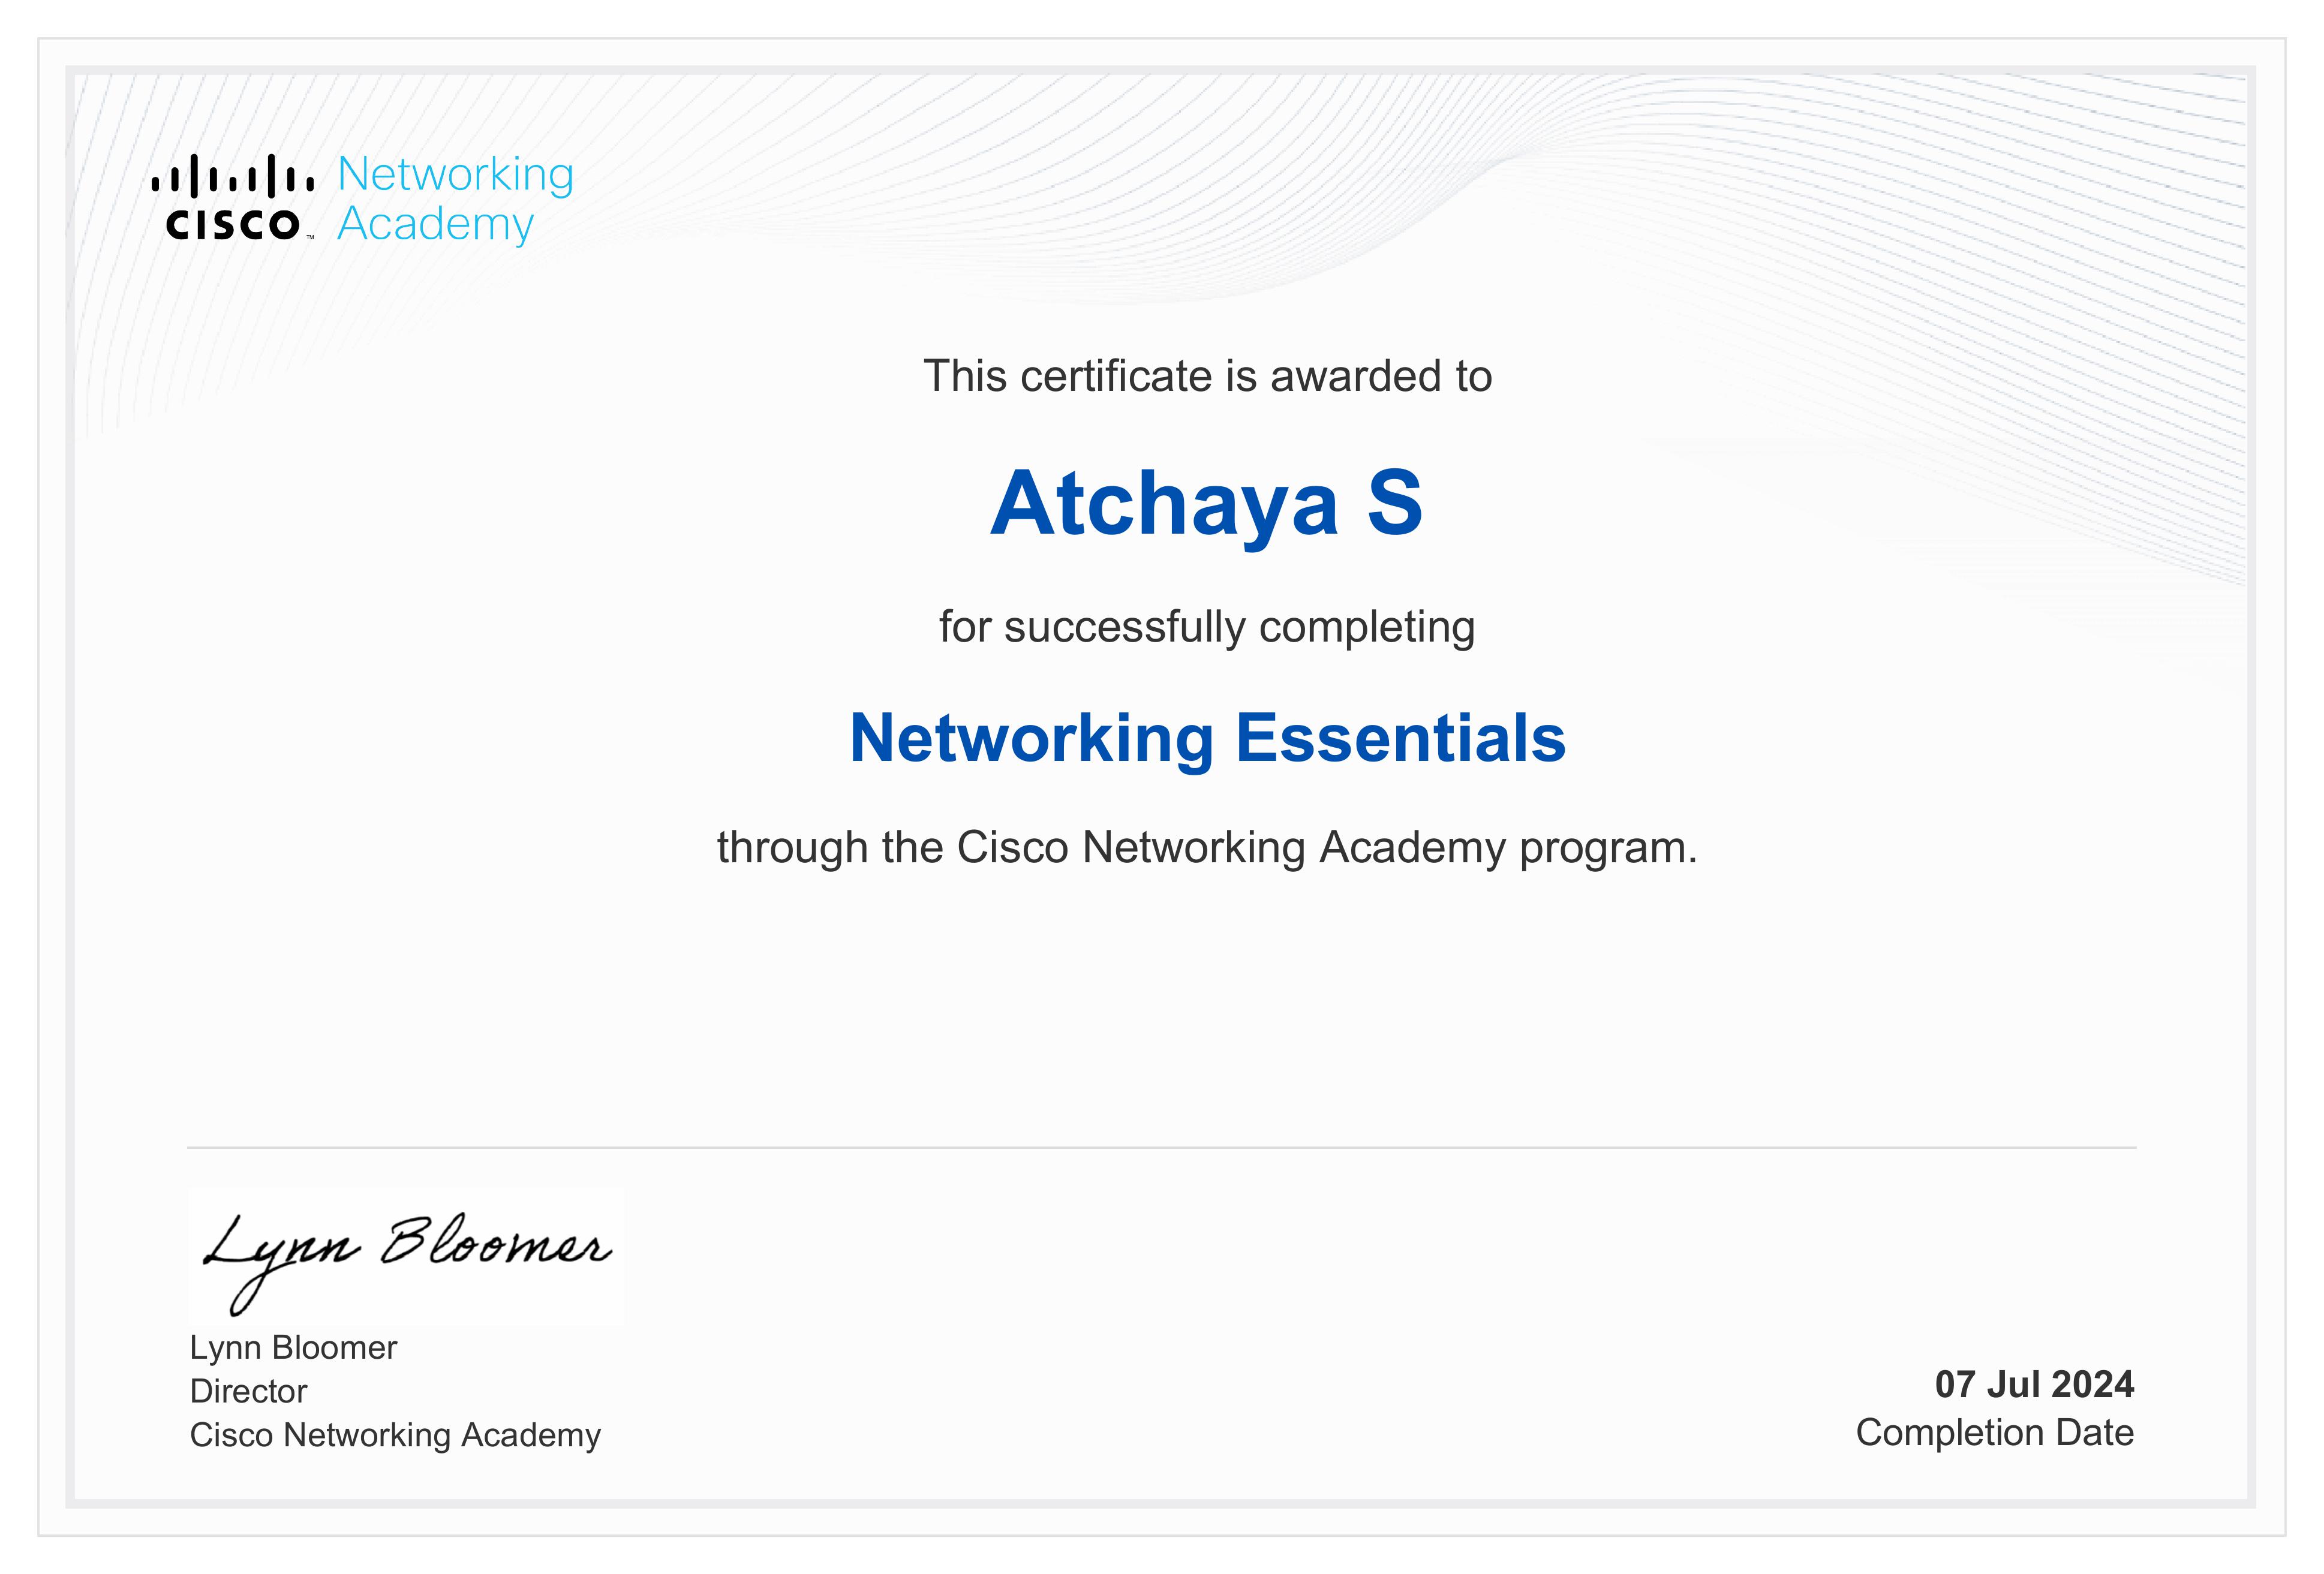 Networking
Academy
CISCO™
This certificate is awarded to
Atchaya S
for successfully completing
Networking Essentials
through the Cisco Networking Academy program.
Lynn Bloomer
Lynn Bloomer
Director
Cisco Networking Academy
07 Jul 2024
Completion Date